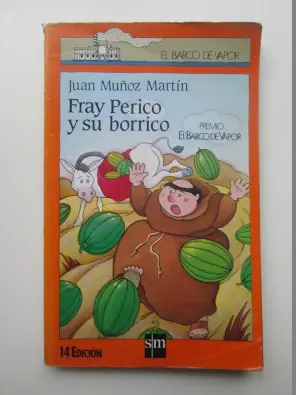 EL BARCO DE VAPOR
Juan Muñoz Martín
Fray Perico
y su borrico
PREMIO
EL BARCO DE VAPOR
14 EDICIÓN
sm